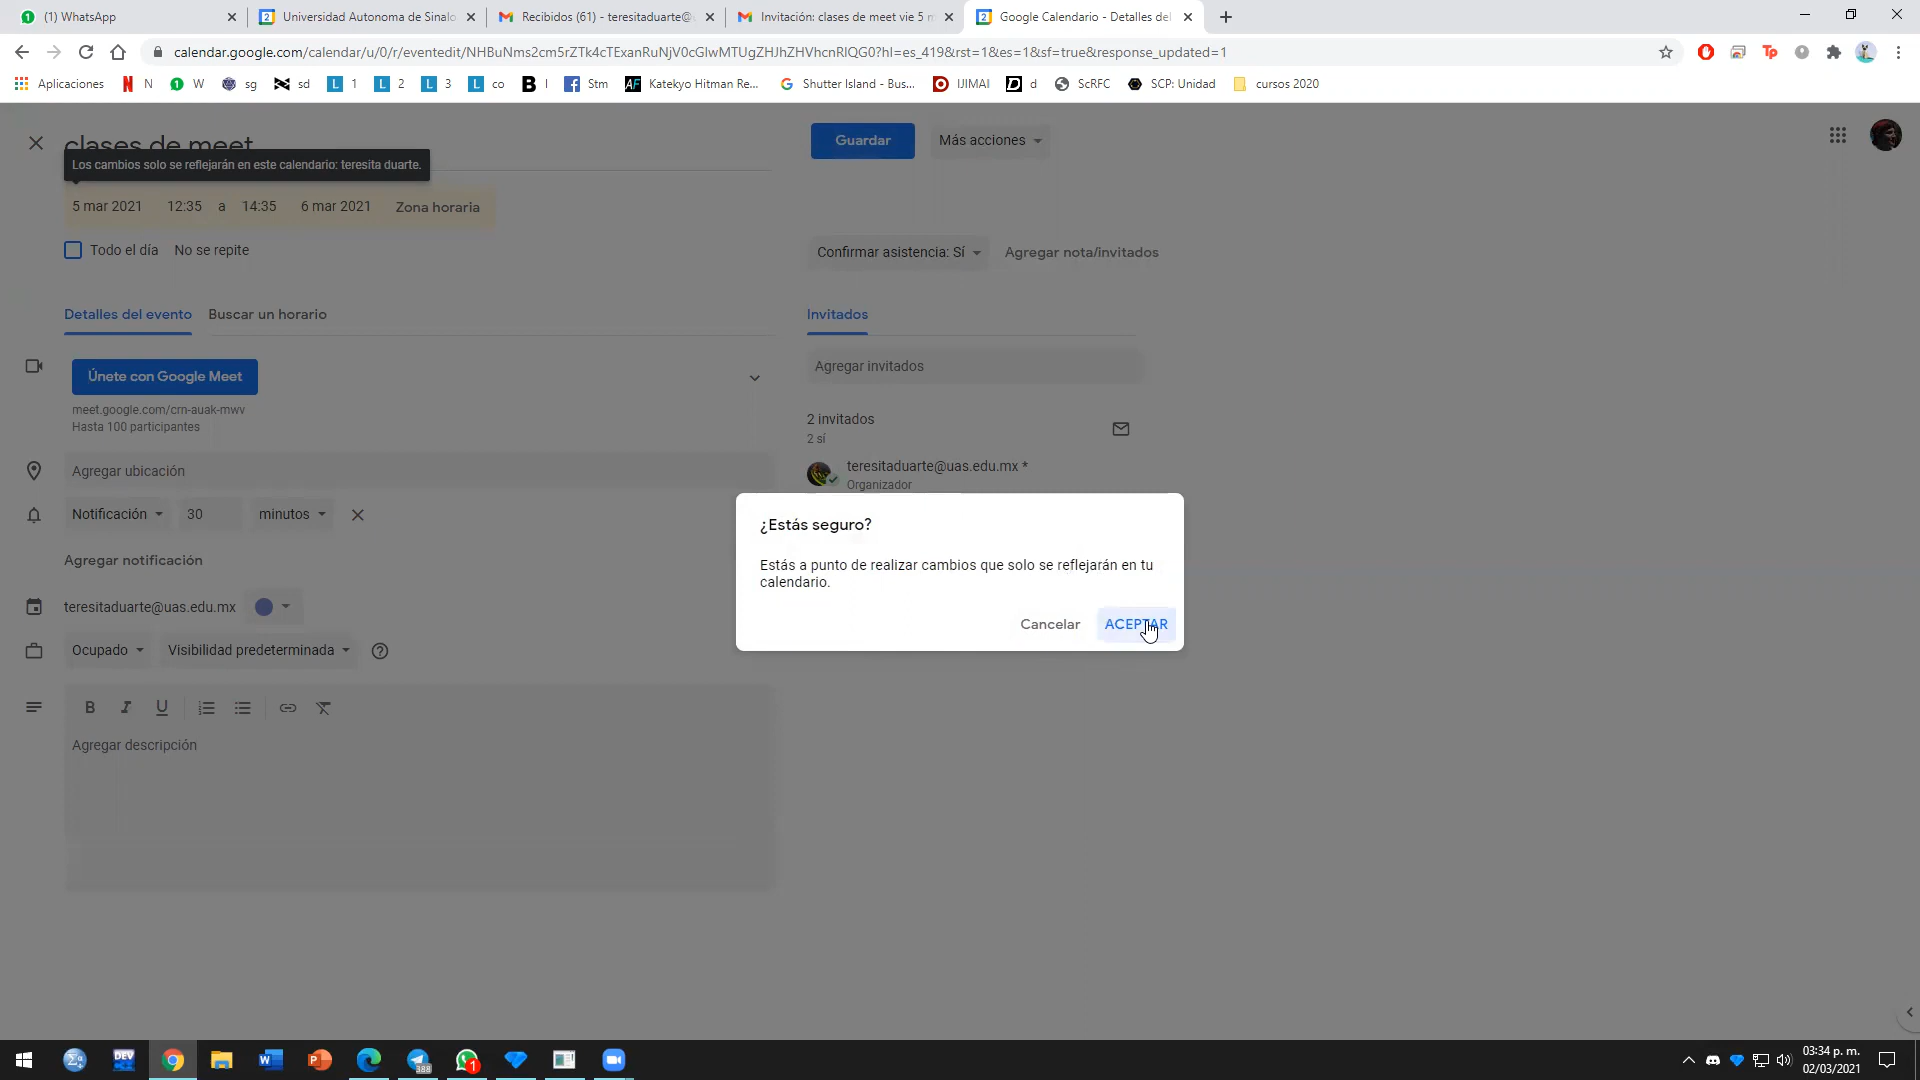 (1) WhatsApp
Universidad Autonoma de Sinalo
Recibidos (61) - teresitaduarte@
Invitación: clases de meet vie 5 m
Google Calendario - Detalles del
calendar.google.com/calendar/u/0/r/eventedit/NHBuNms2cm5rZTk4cTExanRuNjV0cGlwMTUgZHJhZHVhcnRlQG0?hl=es_419&rst=1&es=1&sf=true&response_updated=1
Aplicaciones
N
W
sg
sd
1
2
3
co
I
Stm
Katekyo Hitman Re...
Shutter Island - Bus...
IJIMAI
d
ScRFC
SCP: Unidad
cursos 2020
clases de meet
Guardar
Más acciones
Los cambios solo se reflejarán en este calendario: teresita duarte.
5 mar 2021 12:35 a 14:35 6 mar 2021 Zona horaria
Todo el día No se repite
Confirmar asistencia: Sí
Agregar nota/invitados
Detalles del evento Buscar un horario
Invitados
Únete con Google Meet
meet.google.com/crn-auak-mwv
Hasta 100 participantes
Agregar invitados
2 invitados
2 sí
teresitaduarte@uas.edu.mx *
Organizador
Agregar ubicación
Notificación 30 minutos
Agregar notificación
teresitaduarte@uas.edu.mx
Ocupado Visibilidad predeterminada
Agregar descripción
¿Estás seguro?
Estás a punto de realizar cambios que solo se reflejarán en tu
calendario.
Cancelar ACEPTAR
03:34 p. m.
02/03/2021